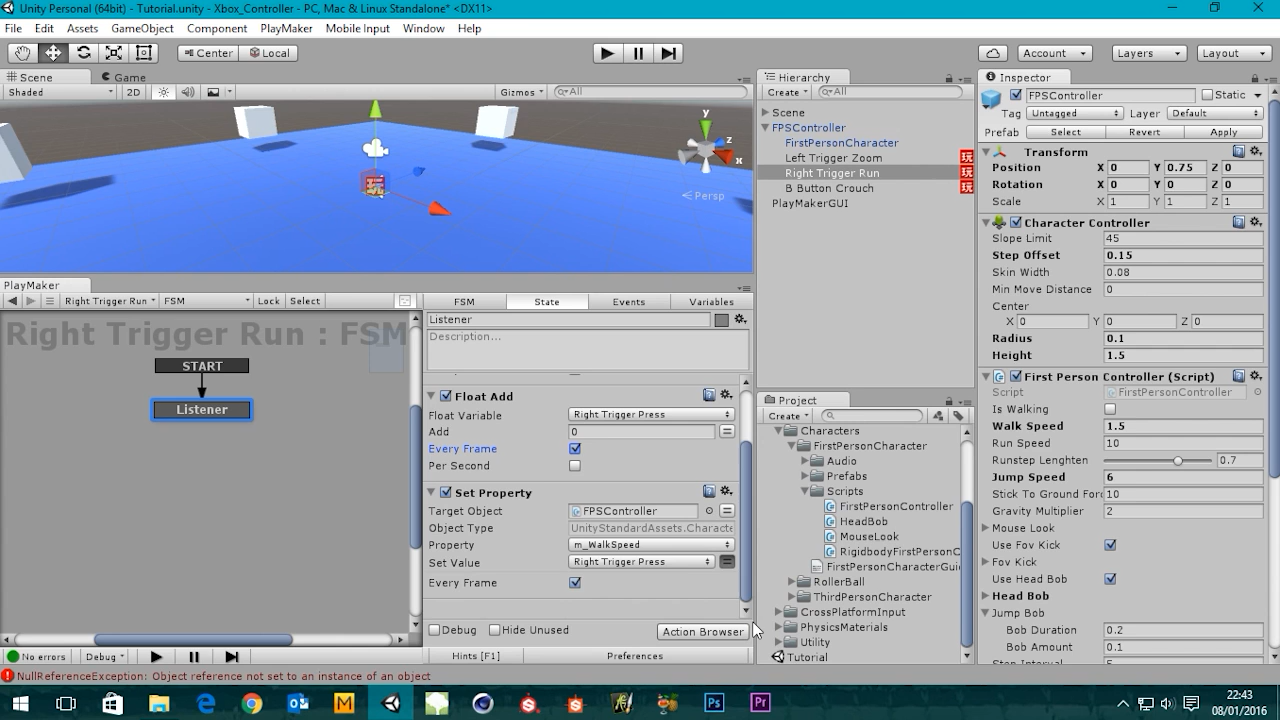 Unity Personal (64bit) - Tutorial.unity - Xbox_Controller - PC, Mac & Linux Standalone* <DX11>
File Edit Assets GameObject Component PlayMaker Mobile Input Window Help
Center Local Account Layers Layout
Scene Game
Shaded 2D Gizmos All
y
z
x
Persp
PlayMaker
Right Trigger Run FSM Lock Select
Right Trigger Run : FSM
START
Listener
No errors Debug
FSM State Events Variables
Listener
Description...
Float Add
Float Variable Right Trigger Press
Add 0
Every Frame
Per Second
Set Property
Target Object FPSController
Object Type UnityStandardAssets.Characte
Property m_WalkSpeed
Set Value Right Trigger Press
Every Frame
Debug Hide Unused Action Browser
Hints [F1] Preferences
Hierarchy
Create All
Scene
FPSController
FirstPersonCharacter
Left Trigger Zoom
Right Trigger Run
B Button Crouch
PlayMakerGUI
Project
Create
Characters
FirstPersonCharacter
Audio
Prefabs
Scripts
FirstPersonController
HeadBob
MouseLook
RigidbodyFirstPersonC
FirstPersonCharacterGui
RollerBall
ThirdPersonCharacter
CrossPlatformInput
PhysicsMaterials
Utility
Tutorial
Inspector
FPSController Static
Tag Untagged Layer Default
Prefab Select Revert Apply
Transform
Position X 0 Y 0.75 Z 0
Rotation X 0 Y 0 Z 0
Scale X 1 Y 1 Z 1
Character Controller
Slope Limit 45
Step Offset 0.15
Skin Width 0.08
Min Move Distance 0
Center
X 0 Y 0 Z 0
Radius 0.1
Height 1.5
First Person Controller (Script)
Script FirstPersonController
Is Walking
Walk Speed 1.5
Run Speed 10
Runstep Lenghten 0.7
Jump Speed 6
Stick To Ground Forc 10
Gravity Multiplier 2
Mouse Look
Use Fov Kick
Fov Kick
Use Head Bob
Head Bob
Jump Bob
Bob Duration 0.2
Bob Amount 0.1
NullReferenceException: Object reference not set to an instance of an object
22:43
08/01/2016